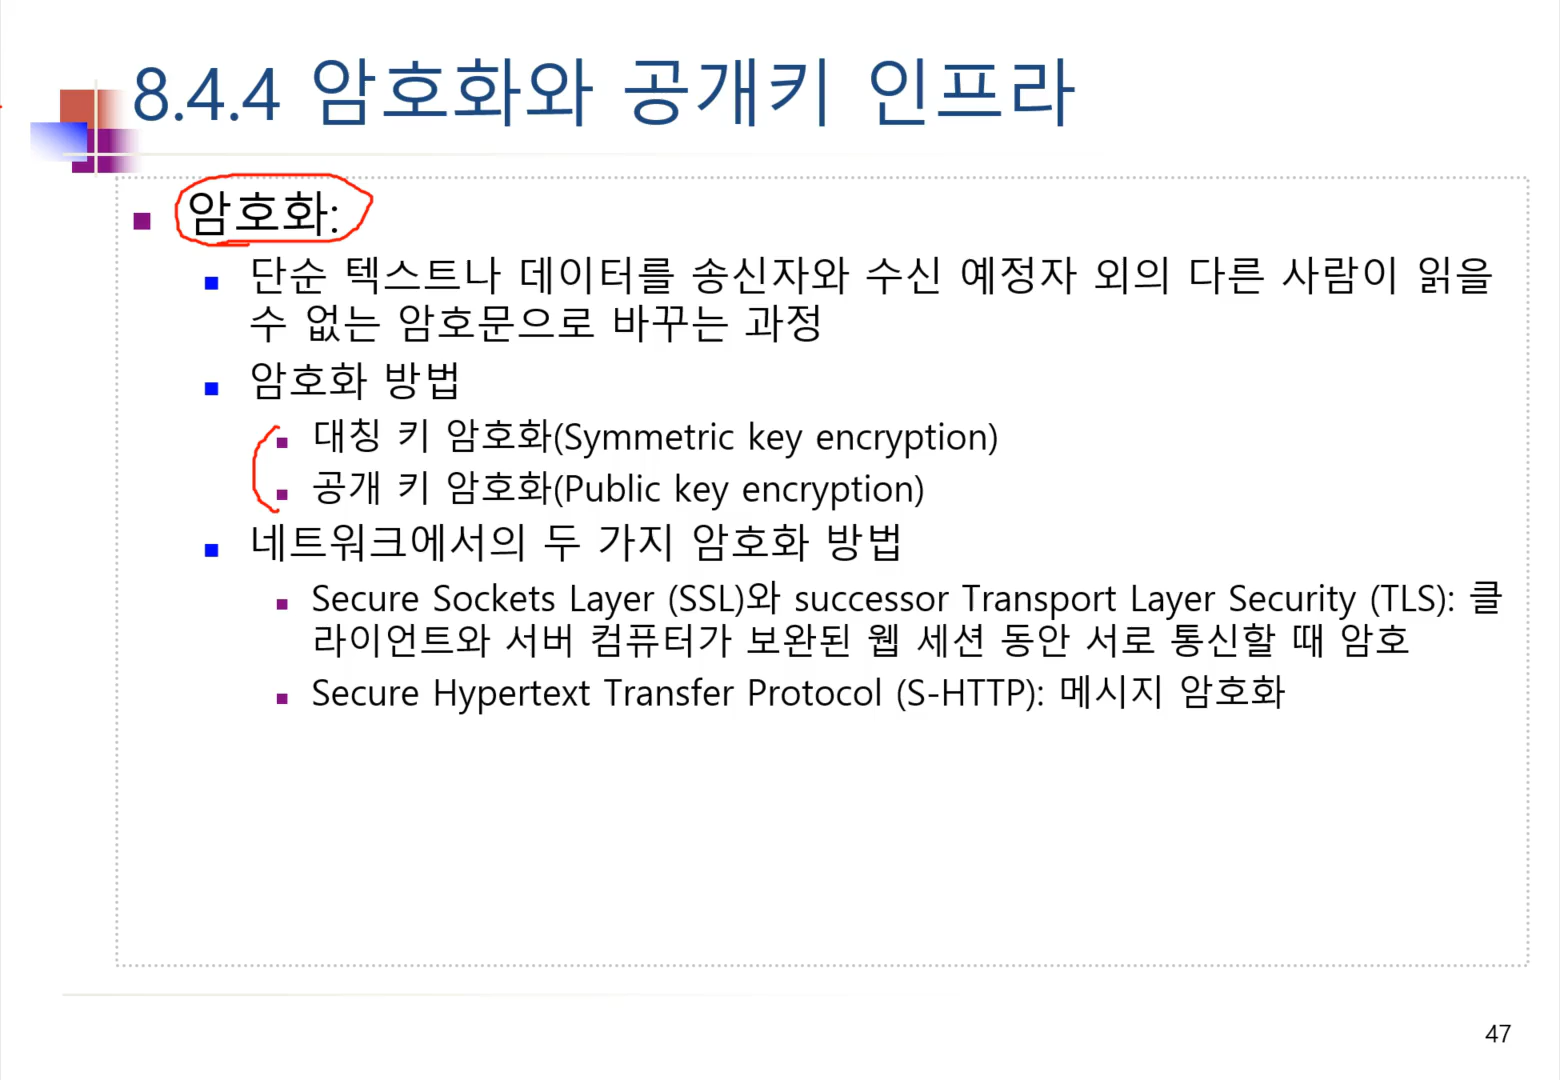 8.4.4 암호화와 공개키 인프라
암호화:
단순 텍스트나 데이터를 송신자와 수신 예정자 외의 다른 사람이 읽을
수 없는 암호문으로 바꾸는 과정
암호화 방법
대칭 키 암호화(Symmetric key encryption)
공개 키 암호화(Public key encryption)
네트워크에서의 두 가지 암호화 방법
Secure Sockets Layer (SSL)와 successor Transport Layer Security (TLS): 클
라이언트와 서버 컴퓨터가 보완된 웹 세션 동안 서로 통신할 때 암호
Secure Hypertext Transfer Protocol (S-HTTP): 메시지 암호화
47